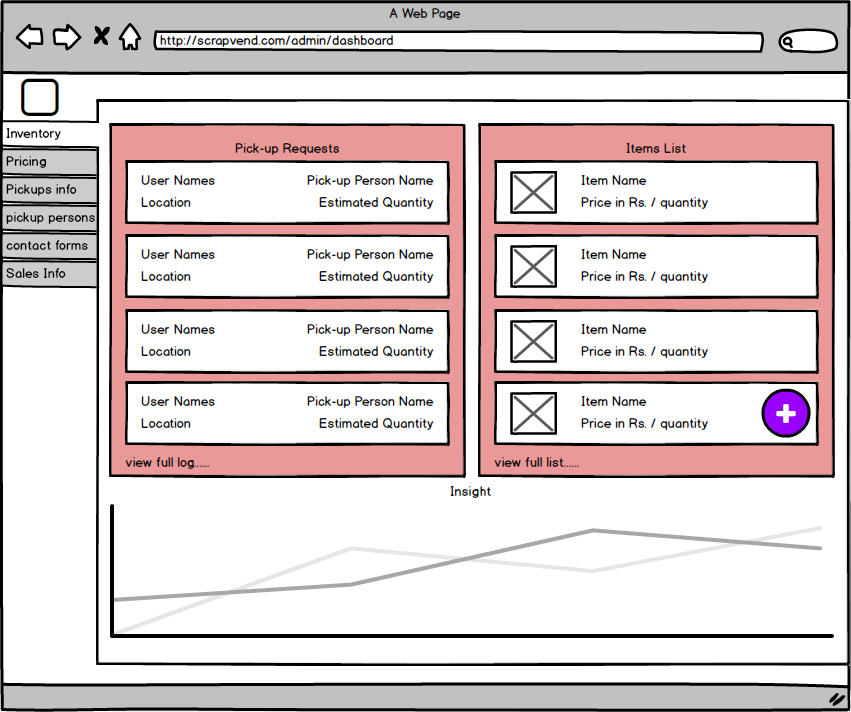 A Web Page
http://scrapvend.com/admin/dashboard
Inventory
Pricing
Pickups info
pickup persons
contact forms
Sales Info
Pick-up Requests
User Names Pick-up Person Name
Location Estimated Quantity
User Names Pick-up Person Name
Location Estimated Quantity
User Names Pick-up Person Name
Location Estimated Quantity
User Names Pick-up Person Name
Location Estimated Quantity
view full log......
Items List
Item Name
Price in Rs. / quantity
Item Name
Price in Rs. / quantity
Item Name
Price in Rs. / quantity
Item Name
Price in Rs. / quantity
view full list......
Insight